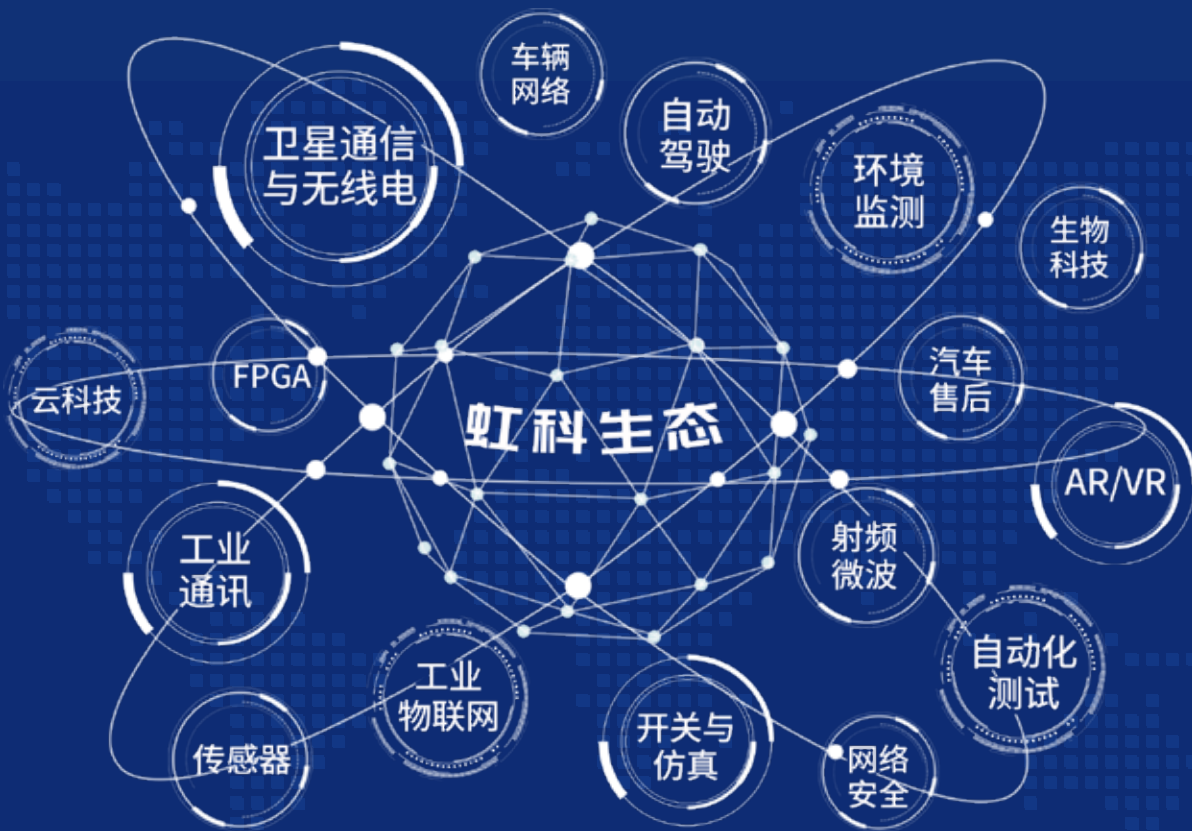 车辆
网络
自动
驾驶
卫星通信
与无线电
环境
监测
生物
科技
云科技
FPGA
汽车
售后
虹科生态
AR/VR
工业
通讯
射频
微波
自动化
测试
工业
物联网
开关与
仿真
传感器
网络
安全